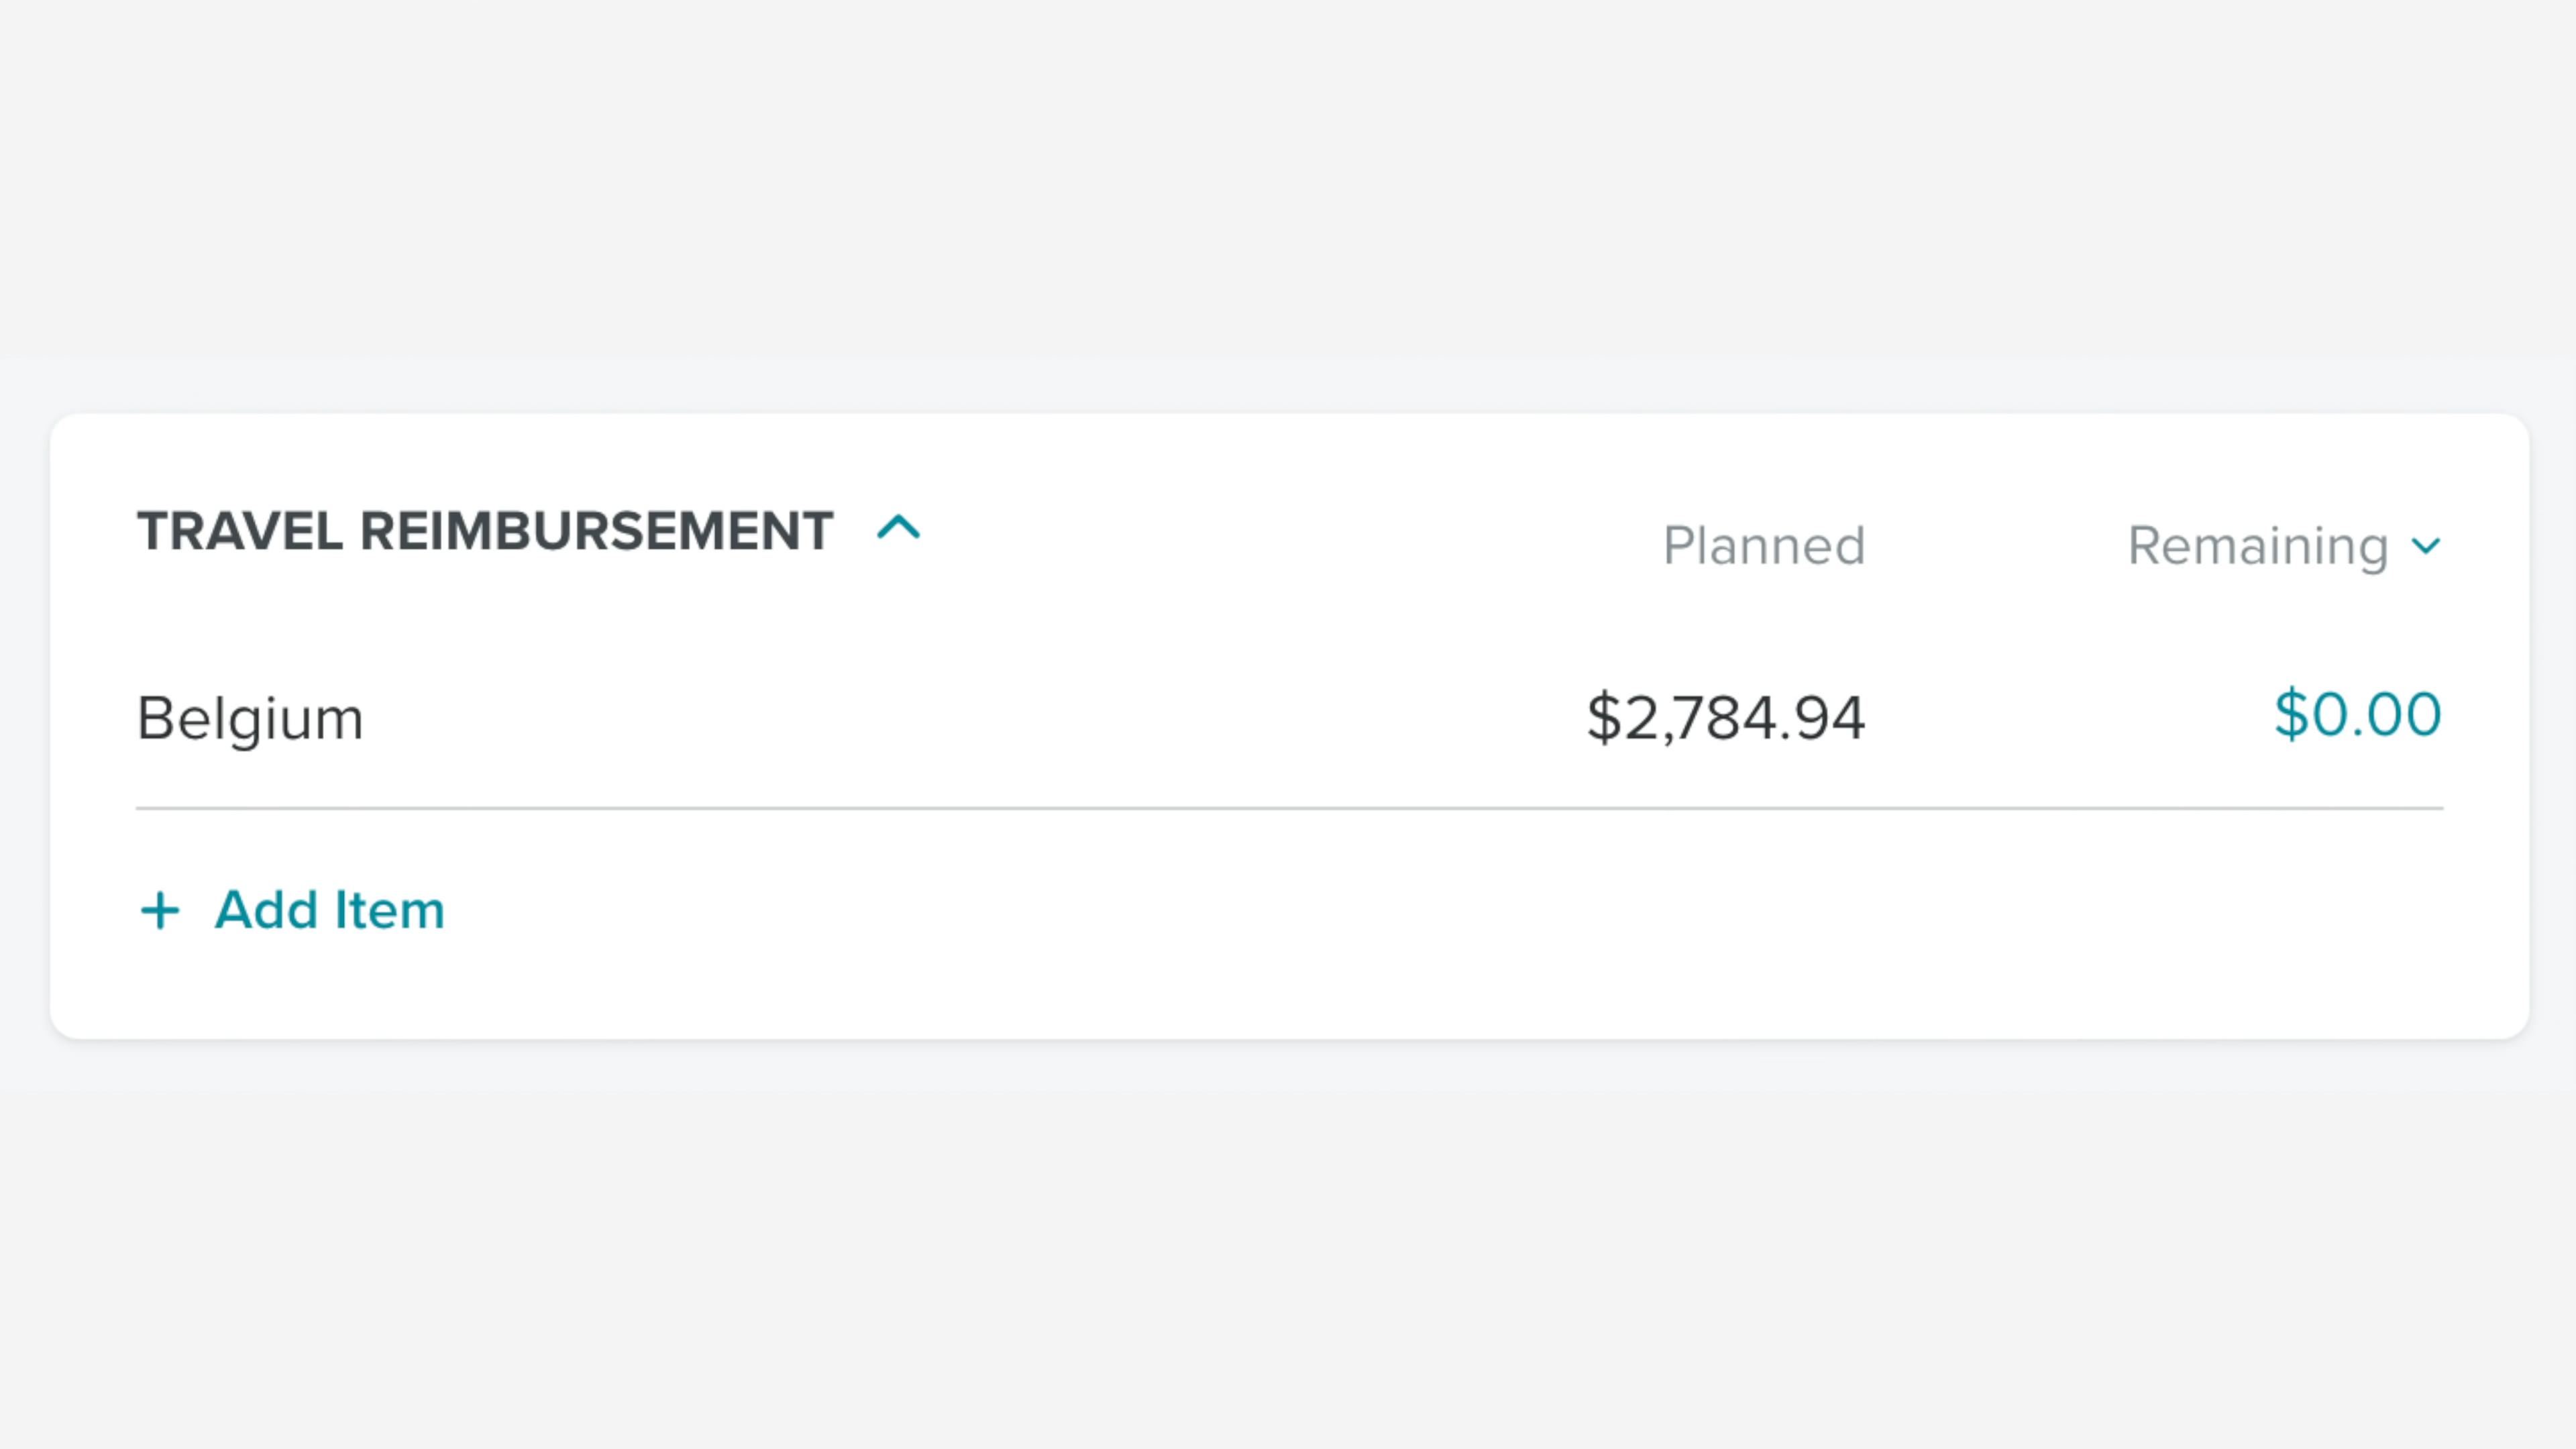 TRAVEL REIMBURSEMENT Planned Remaining
Belgium $2,784.94 $0.00
+ Add Item